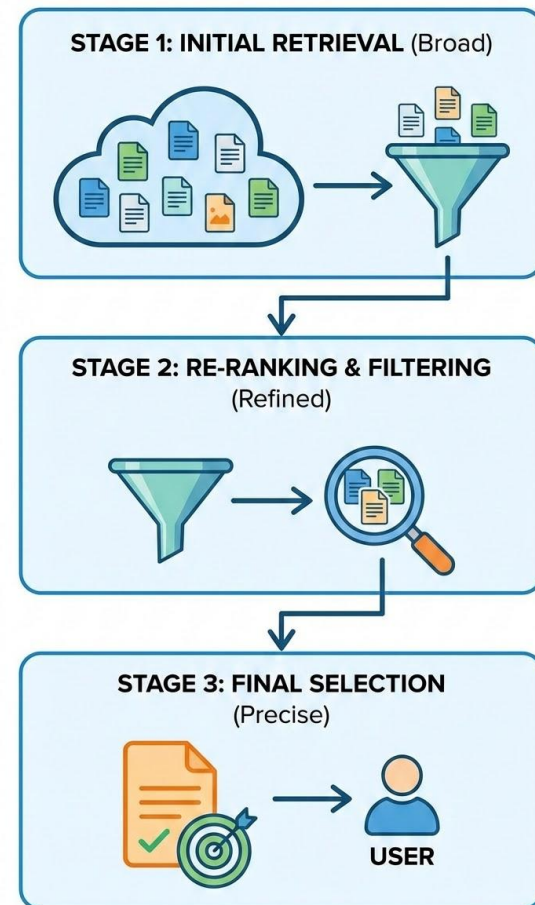 STAGE 1: INITIAL RETRIEVAL (Broad)
STAGE 2: RE-RANKING & FILTERING
(Refined)
STAGE 3: FINAL SELECTION
(Precise)
USER